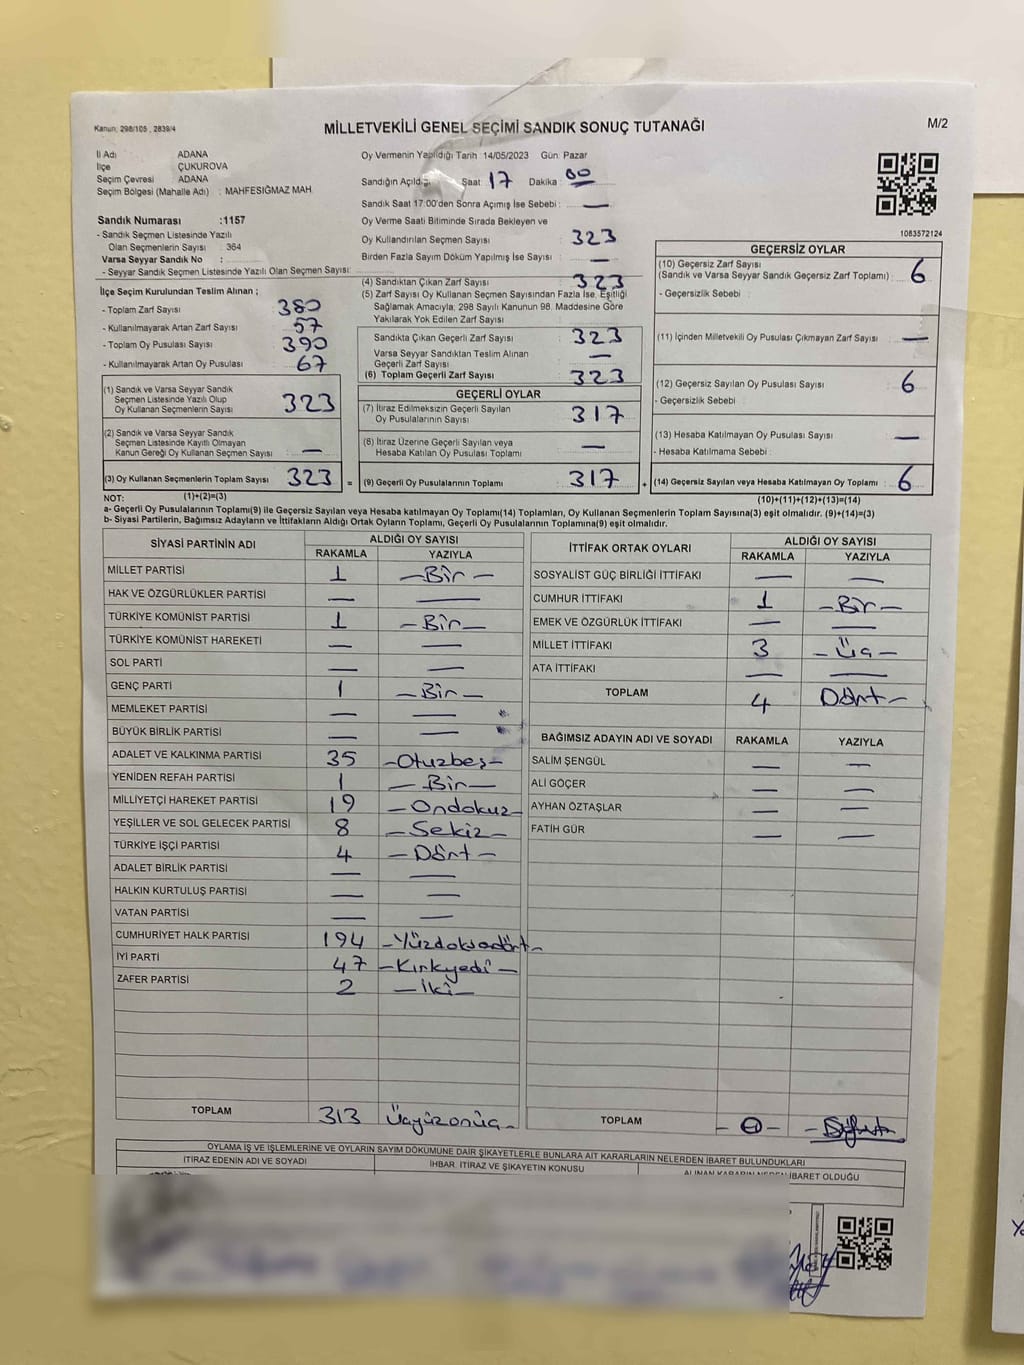 Kanun: 298/105 , 2839/4
MİLLETVEKİLİ GENEL SEÇİMİ SANDIK SONUÇ TUTANAĞI
M/2
İl Adı : ADANA
İlçe : ÇUKUROVA
Seçim Çevresi : ADANA
Seçim Bölgesi (Mahalle Adı) : MAHFESIĞMAZ MAH
Sandık Numarası :1157
- Sandık Seçmen Listesinde Yazılı
Olan Seçmenlerin Sayısı : 364
Varsa Seyyar Sandık No :
- Seyyar Sandık Seçmen Listesinde Yazılı Olan Seçmen Sayısı:
İlçe Seçim Kurulundan Teslim Alınan ;
- Toplam Zarf Sayısı 380
- Kullanılmayarak Artan Zarf Sayısı 57
- Toplam Oy Pusulası Sayısı 390
- Kullanılmayarak Artan Oy Pusulası 67
(1) Sandık ve Varsa Seyyar Sandık
Seçmen Listesinde Yazılı Olup
Oy Kullanan Seçmenlerin Sayısı 323
(2) Sandık ve Varsa Seyyar Sandık
Seçmen Listesinde Kayıtlı Olmayan
Kanun Gereği Oy Kullanan Seçmen Sayısı : —
(3) Oy Kullanan Seçmenlerin Toplam Sayısı 323 =
Oy Vermenin Yapıldığı Tarih 14/05/2023 Gün: Pazar
Sandığın Açıldığı Saat 17 Dakika 00
Sandık Saat 17:00'den Sonra Açımış İse Sebebi : —
Oy Verme Saati Bitiminde Sırada Bekleyen ve
Oy Kullandırılan Seçmen Sayısı 323
Birden Fazla Sayım Döküm Yapılmış İse Sayısı —
(4) Sandıktan Çıkan Zarf Sayısı 323
(5) Zarf Sayısı Oy Kullanan Seçmen Sayısından Fazla İse, Eşitliği
Sağlamak Amacıyla, 298 Sayılı Kanunun 98. Maddesine Göre
Yakılarak Yok Edilen Zarf Sayısı
Sandıkta Çıkan Geçerli Zarf Sayısı 323
Varsa Seyyar Sandıktan Teslim Alınan
Geçerli Zarf Sayısı —
(6) Toplam Geçerli Zarf Sayısı 323
GEÇERLİ OYLAR
(7) İtiraz Edilmeksizin Geçerli Sayılan
Oy Pusulalarının Sayısı 317
(8) İtiraz Üzerine Geçerli Sayılan veya
Hesaba Katılan Oy Pusulası Toplamı —
(9) Geçerli Oy Pusulalarının Toplamı 317 +
1083572124
GEÇERSİZ OYLAR
(10) Geçersiz Zarf Sayısı
(Sandık ve Varsa Seyyar Sandık Geçersiz Zarf Toplamı) : 6
- Geçersizlik Sebebi :
(11) İçinden Milletvekili Oy Pusulası Çıkmayan Zarf Sayısı —
(12) Geçersiz Sayılan Oy Pusulası Sayısı : 6
- Geçersizlik Sebebi
(13) Hesaba Katılmayan Oy Pusulası Sayısı —
- Hesaba Katılmama Sebebi :
(14) Geçersiz Sayılan veya Hesaba Katılmayan Oy Toplamı : 6
NOT: (1)+(2)=(3) (10)+(11)+(12)+(13)=(14)
a- Geçerli Oy Pusulalarının Toplamı(9) ile Geçersiz Sayılan veya Hesaba katılmayan Oy Toplamı(14) Toplamları, Oy Kullanan Seçmenlerin Toplam Sayısına(3) eşit olmalıdır. (9)+(14)=(3)
b- Siyasi Partilerin, Bağımsız Adayların ve İttifakların Aldığı Ortak Oyların Toplamı, Geçerli Oy Pusulalarının Toplamına(9) eşit olmalıdır.
SİYASİ PARTİNİN ADI ALDIĞI OY SAYISI
RAKAMLA YAZIYLA
MİLLET PARTİSİ 1 —Bir—
HAK VE ÖZGÜRLÜKLER PARTİSİ — —
TÜRKİYE KOMÜNİST PARTİSİ 1 —Bir—
TÜRKİYE KOMÜNİST HAREKETİ — —
SOL PARTİ — —
GENÇ PARTİ 1 —Bir—
MEMLEKET PARTİSİ — —
BÜYÜK BİRLİK PARTİSİ — —
ADALET VE KALKINMA PARTİSİ 35 —Otuzbeş—
YENİDEN REFAH PARTİSİ 1 —Bir—
MİLLİYETÇİ HAREKET PARTİSİ 19 —Ondokuz—
YEŞİLLER VE SOL GELECEK PARTİSİ 8 —Sekiz—
TÜRKİYE İŞÇİ PARTİSİ 4 —Dört—
ADALET BİRLİK PARTİSİ — —
HALKIN KURTULUŞ PARTİSİ — —
VATAN PARTİSİ — —
CUMHURİYET HALK PARTİSİ 194 —Yüzdoksandört—
İYİ PARTİ 47 —Kırkyedi—
ZAFER PARTİSİ 2 —İki—
TOPLAM 313 Üçyüzonüç—
İTTİFAK ORTAK OYLARI ALDIĞI OY SAYISI
RAKAMLA YAZIYLA
SOSYALİST GÜÇ BİRLİĞİ İTTİFAKI — —
CUMHUR İTTİFAKI 1 —Bir—
EMEK VE ÖZGÜRLÜK İTTİFAKI — —
MİLLET İTTİFAKI 3 —Üç—
ATA İTTİFAKI — —
TOPLAM 4 Dört—
BAĞIMSIZ ADAYIN ADI VE SOYADI RAKAMLA YAZIYLA
SALİM ŞENGÜL — —
ALİ GÖÇER — —
AYHAN ÖZTAŞLAR — —
FATİH GÜR — —
TOPLAM —0— —Sıfır—
OYLAMA İŞ VE İŞLEMLERİNE VE OYLARIN SAYIM DÖKÜMÜNE DAİR ŞİKAYETLERLE BUNLARA AİT KARARLARIN NELERDEN İBARET BULUNDUKLARI
İTİRAZ EDENİN ADI VE SOYADI İHBAR, İTİRAZ VE ŞİKAYETİN KONUSU ALINAN KARARIN NEDEN İBARET OLDUĞU